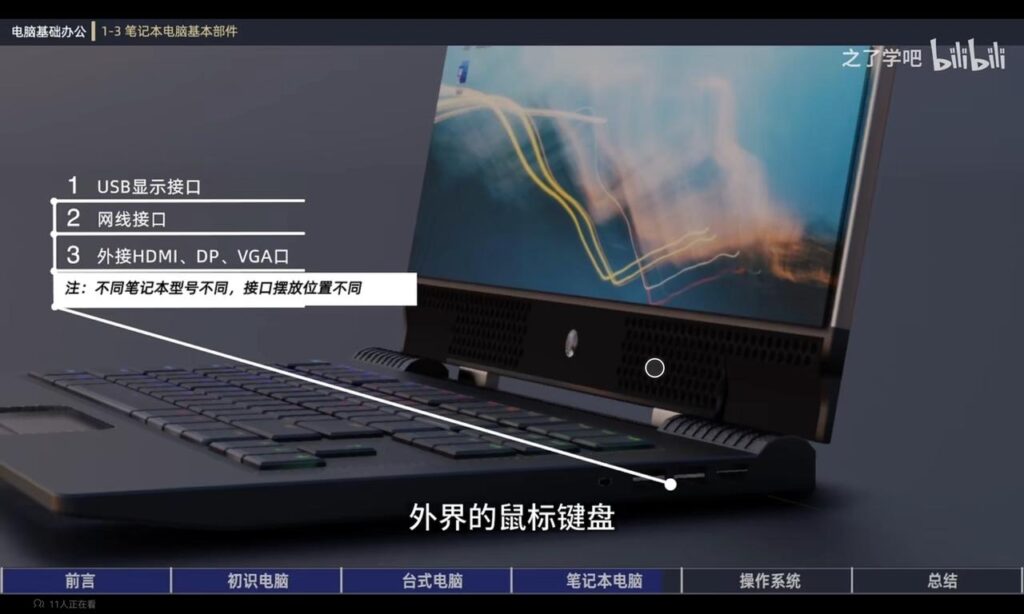 电脑基础办公 1-3 笔记本电脑基本部件
之了学吧 bilibili
1 USB显示接口
2 网线接口
3 外接HDMI、DP、VGA口
注：不同笔记本型号不同，接口摆放位置不同
外界的鼠标键盘
前言 初识电脑 台式电脑 笔记本电脑 操作系统 总结
11人正在看